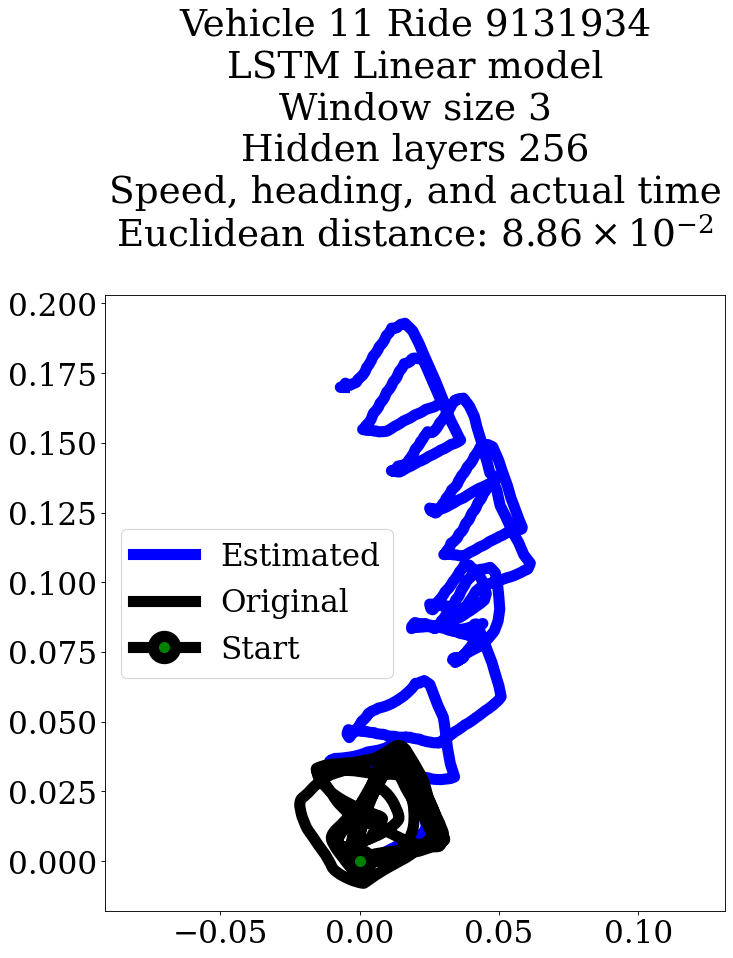 Vehicle 11 Ride 9131934
LSTM Linear model
Window size 3
Hidden layers 256
Speed, heading, and actual time
Euclidean distance: 8.86 × 10⁻²
0.200
0.175
0.150
0.125
0.100
0.075
0.050
0.025
0.000
Estimated
Original
Start
−0.05 0.00 0.05 0.10